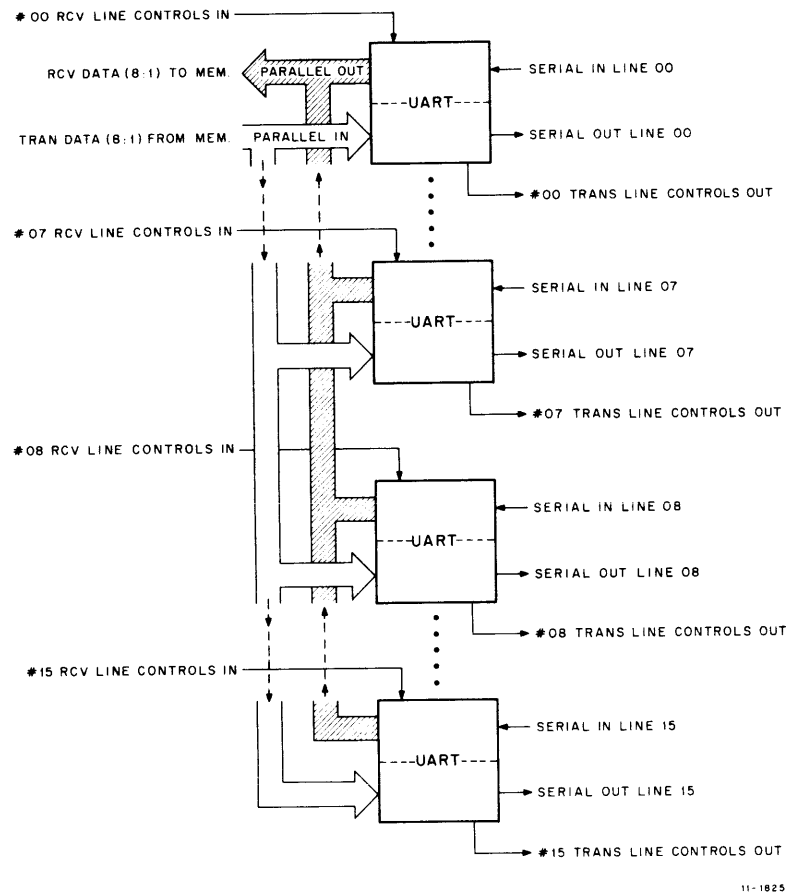 #00 RCV LINE CONTROLS IN
RCV DATA (8:1) TO MEM.
PARALLEL OUT
SERIAL IN LINE 00
UART
TRAN DATA (8:1) FROM MEM.
PARALLEL IN
SERIAL OUT LINE 00
#00 TRANS LINE CONTROLS OUT
#07 RCV LINE CONTROLS IN
SERIAL IN LINE 07
UART
SERIAL OUT LINE 07
#07 TRANS LINE CONTROLS OUT
#08 RCV LINE CONTROLS IN
SERIAL IN LINE 08
UART
SERIAL OUT LINE 08
#08 TRANS LINE CONTROLS OUT
#15 RCV LINE CONTROLS IN
SERIAL IN LINE 15
UART
SERIAL OUT LINE 15
#15 TRANS LINE CONTROLS OUT
11-1825